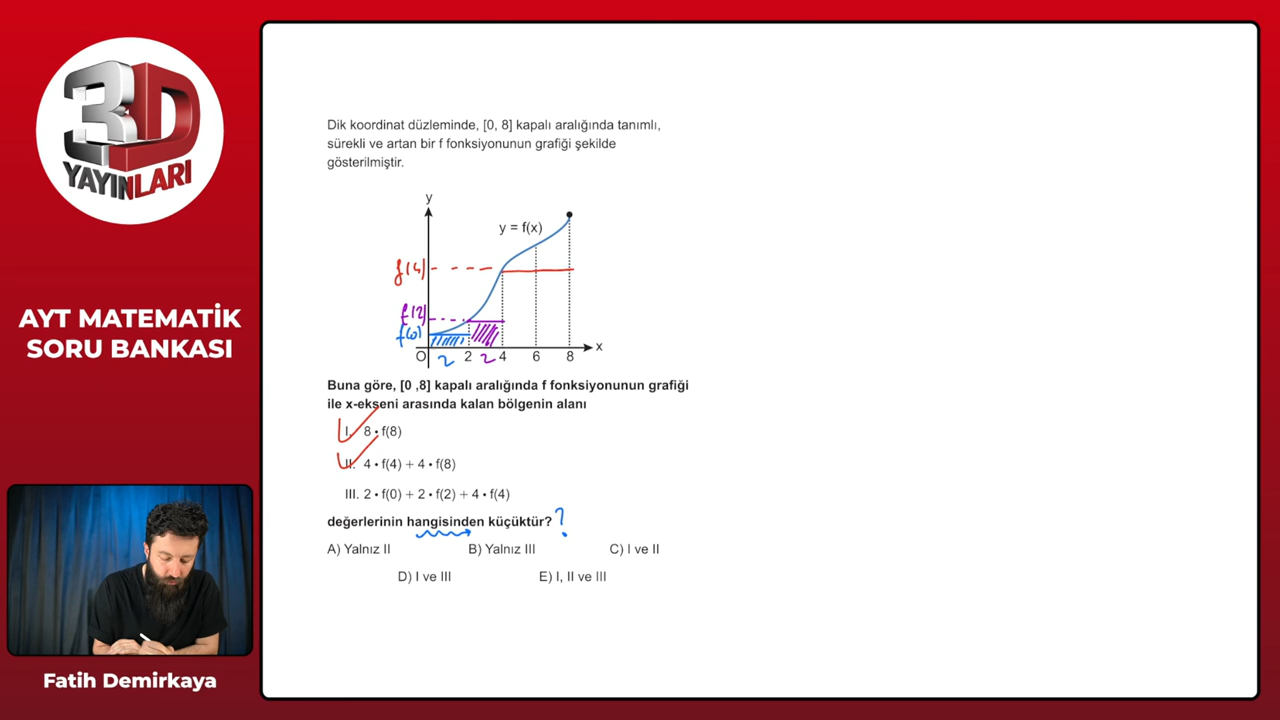 3D
YAYINLARI
AYT MATEMATİK
SORU BANKASI
Fatih Demirkaya
Dik koordinat düzleminde, [0, 8] kapalı aralığında tanımlı,
sürekli ve artan bir f fonksiyonunun grafiği şekilde
gösterilmiştir.
y
y = f(x)
f(4)
f(2)
f(0)
O 2 4 6 8 x
2 2
Buna göre, [0 ,8] kapalı aralığında f fonksiyonunun grafiği
ile x-ekseni arasında kalan bölgenin alanı
I. 8 • f(8)
II. 4 • f(4) + 4 • f(8)
III. 2 • f(0) + 2 • f(2) + 4 • f(4)
değerlerinin hangisinden küçüktür? ?
A) Yalnız II B) Yalnız III C) I ve II
D) I ve III E) I, II ve III